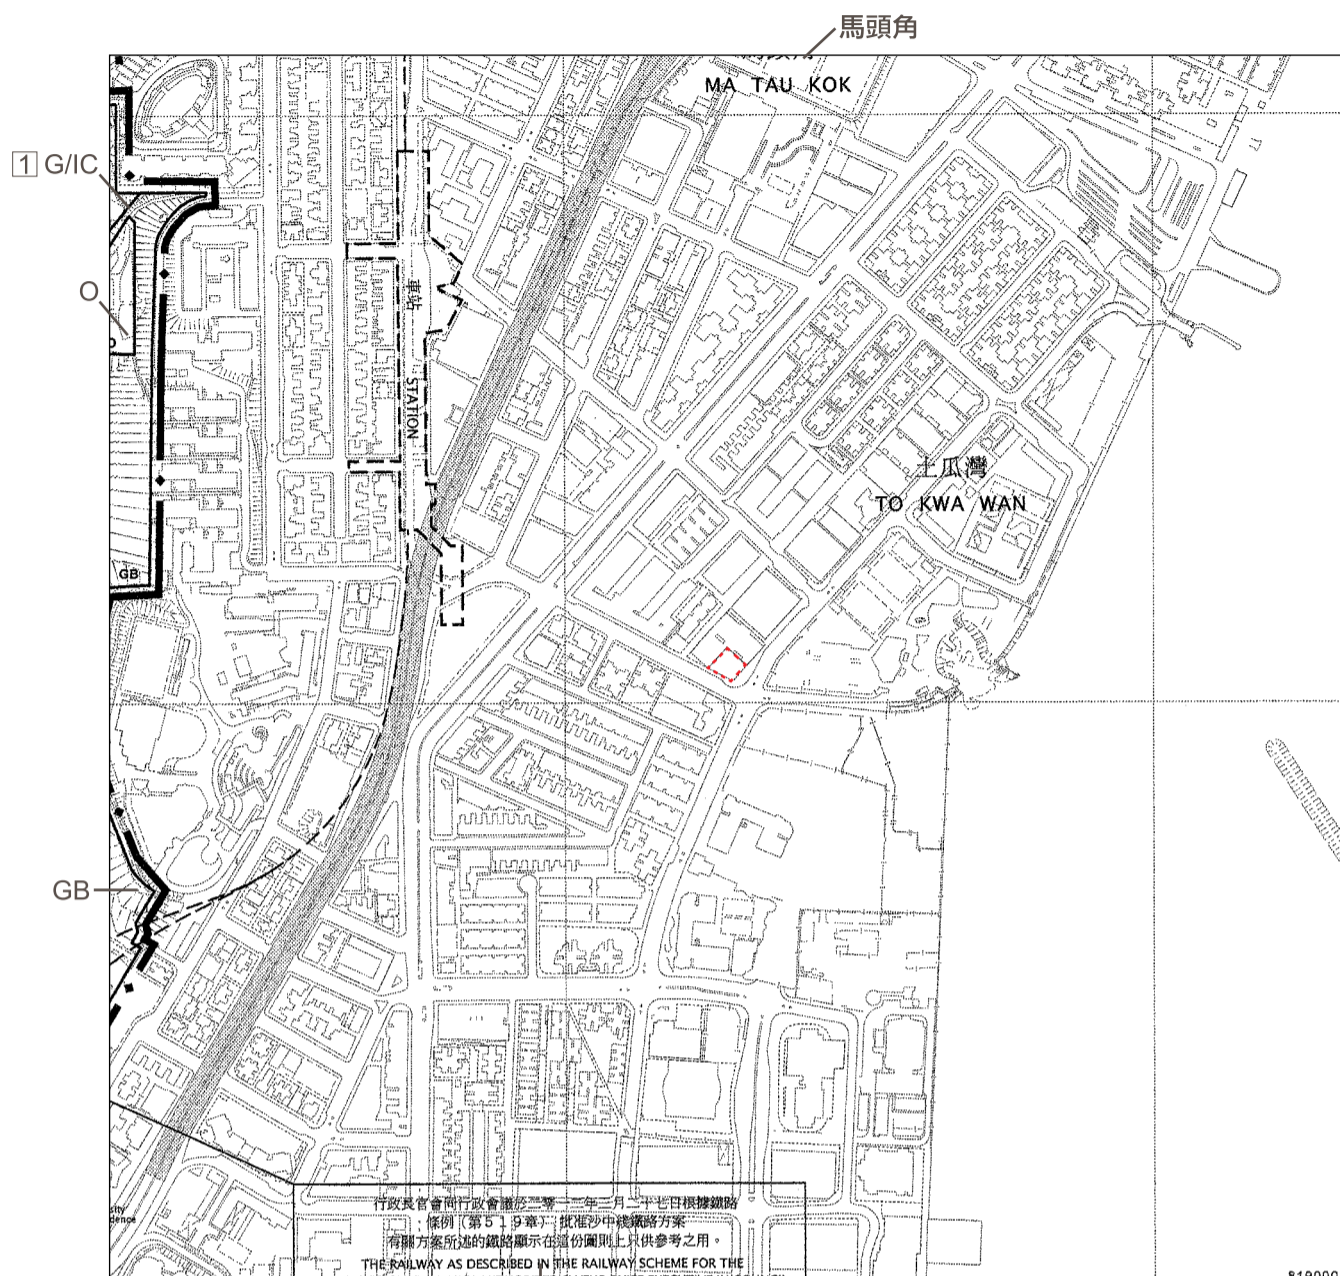 馬頭角
MA TAU KOK
1 G/IC
O
車站
STATION
土瓜灣
TO KWA WAN
GB
GB
行政長官會同行政會議於二零一二年三月二十七日根據鐵路
條例（第５１９章）批准沙中綫鐵路方案
有關方案所述的鐵路顯示在這份圖則上只供參考之用。
THE RAILWAY AS DESCRIBED IN THE RAILWAY SCHEME FOR THE
819000